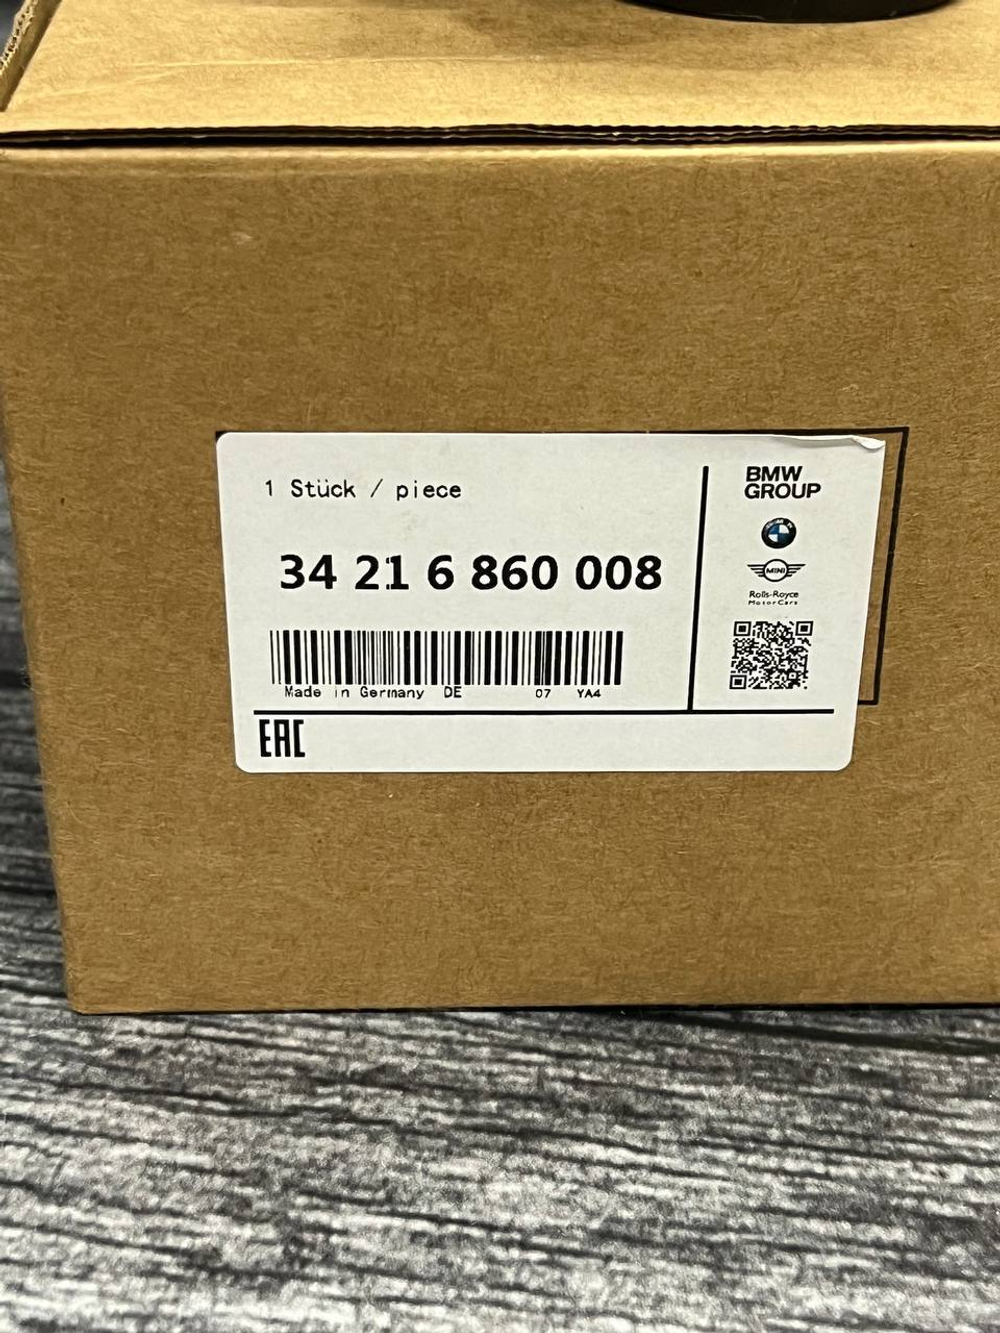 1 Stück / piece
34 21 6 860 008
Made in Germany DE 07 YA4
EAC
BMW
GROUP
MINI
Rolls-Royce
Motor Cars